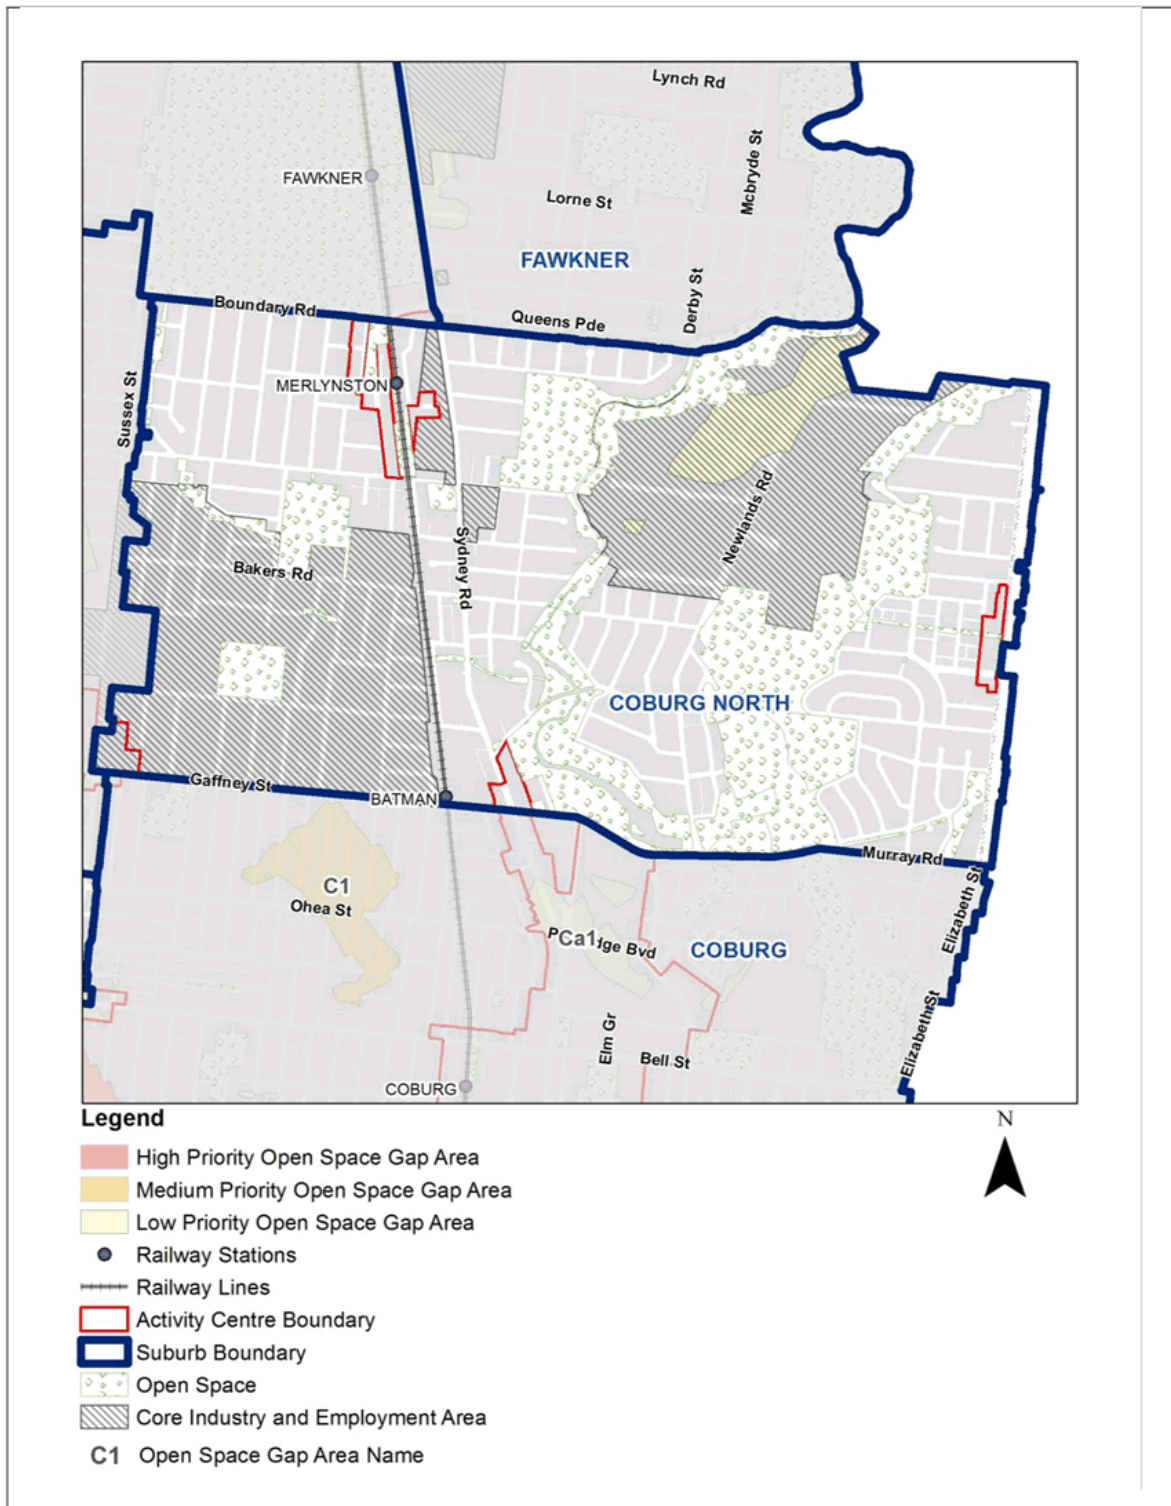 Lynch Rd
Mcbryde St
FAWKNER
Lorne St
FAWKNER
Derby St
Boundary Rd
Queens Pde
MERLYNSTON
Sussex St
Newlands Rd
Sydney Rd
Bakers Rd
COBURG NORTH
Gaffney St
BATMAN
Murray Rd
C1
Ohea St
Elizabeth St
Ca1
dge Bvd
COBURG
Elizabeth St
Elm Gr
Bell St
COBURG
Legend
N
High Priority Open Space Gap Area
Medium Priority Open Space Gap Area
Low Priority Open Space Gap Area
Railway Stations
Railway Lines
Activity Centre Boundary
Suburb Boundary
Open Space
Core Industry and Employment Area
C1 Open Space Gap Area Name